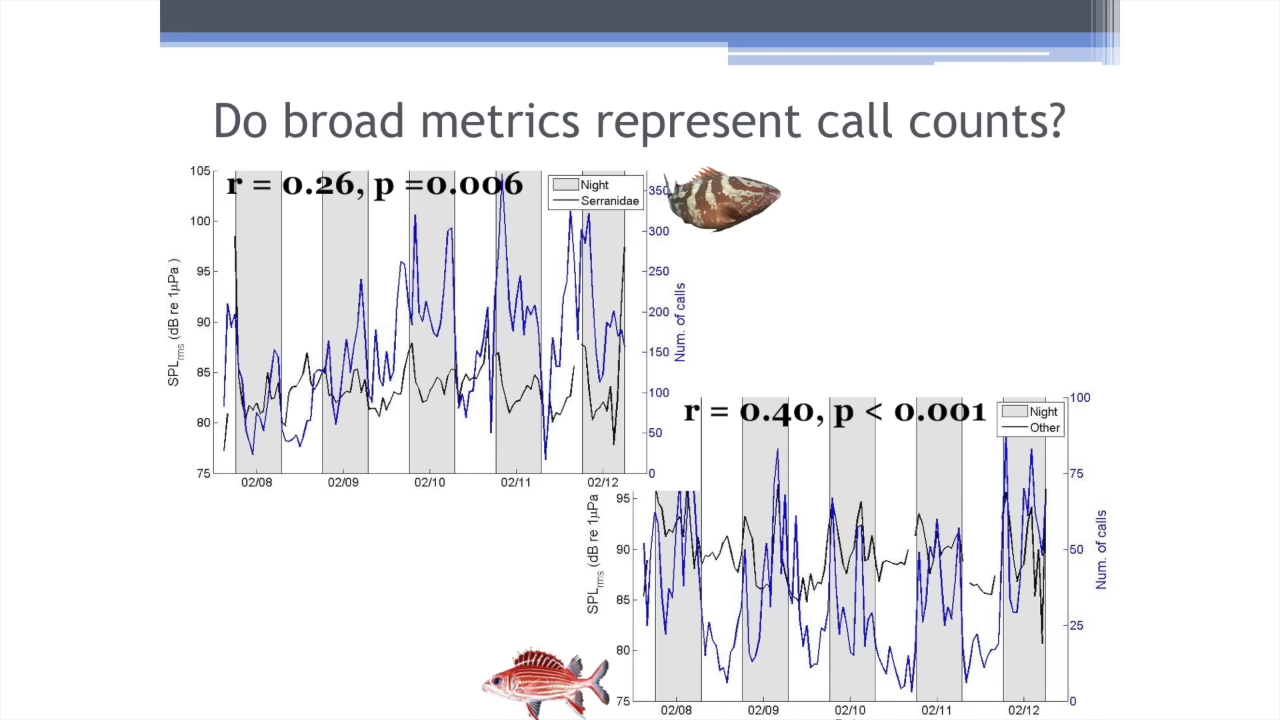 Do broad metrics represent call counts?
r = 0.26, p =0.006
Night
Serranidae
105
100
95
90
85
80
75
SPLrms (dB re 1μPa )
350
300
250
200
150
100
50
0
Num. of calls
02/08 02/09 02/10 02/11 02/12
r = 0.40, p < 0.001
Night
Other
95
90
85
80
75
SPLrms (dB re 1μPa )
100
75
50
25
0
Num. of calls
02/08 02/09 02/10 02/11 02/12